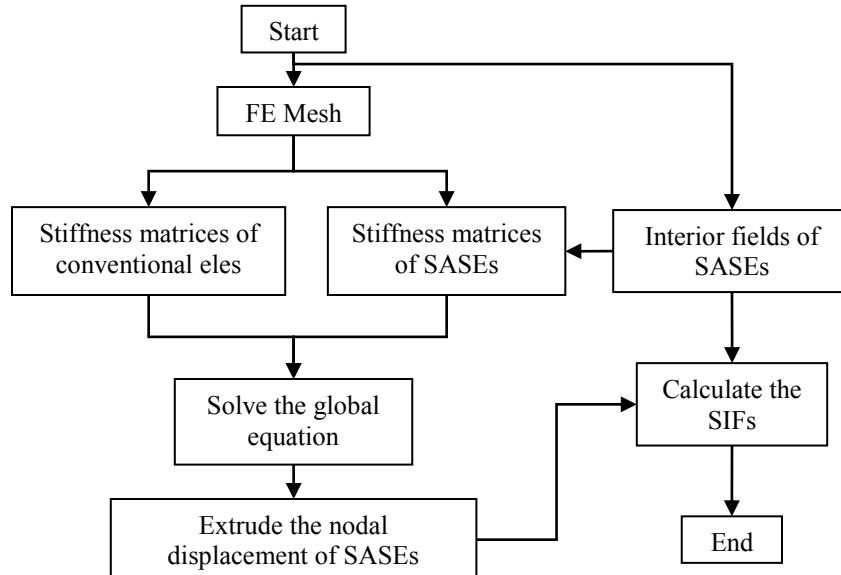 Start
FE Mesh
Stiffness matrices of
conventional eles
Stiffness matrices
of SASEs
Interior fields of
SASEs
Solve the global
equation
Calculate the
SIFs
Extrude the nodal
displacement of SASEs
End